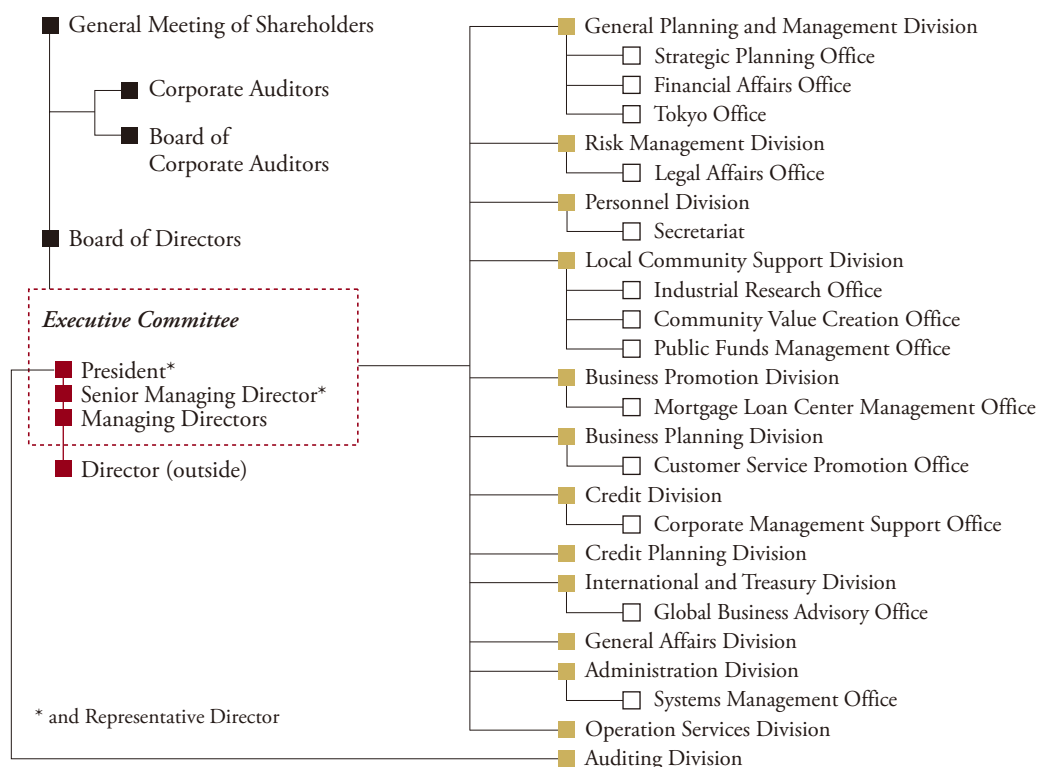 General Meeting of Shareholders
Corporate Auditors
Board of
Corporate Auditors
Board of Directors
Executive Committee
President*
Senior Managing Director*
Managing Directors
Director (outside)
* and Representative Director
General Planning and Management Division
Strategic Planning Office
Financial Affairs Office
Tokyo Office
Risk Management Division
Legal Affairs Office
Personnel Division
Secretariat
Local Community Support Division
Industrial Research Office
Community Value Creation Office
Public Funds Management Office
Business Promotion Division
Mortgage Loan Center Management Office
Business Planning Division
Customer Service Promotion Office
Credit Division
Corporate Management Support Office
Credit Planning Division
International and Treasury Division
Global Business Advisory Office
General Affairs Division
Administration Division
Systems Management Office
Operation Services Division
Auditing Division